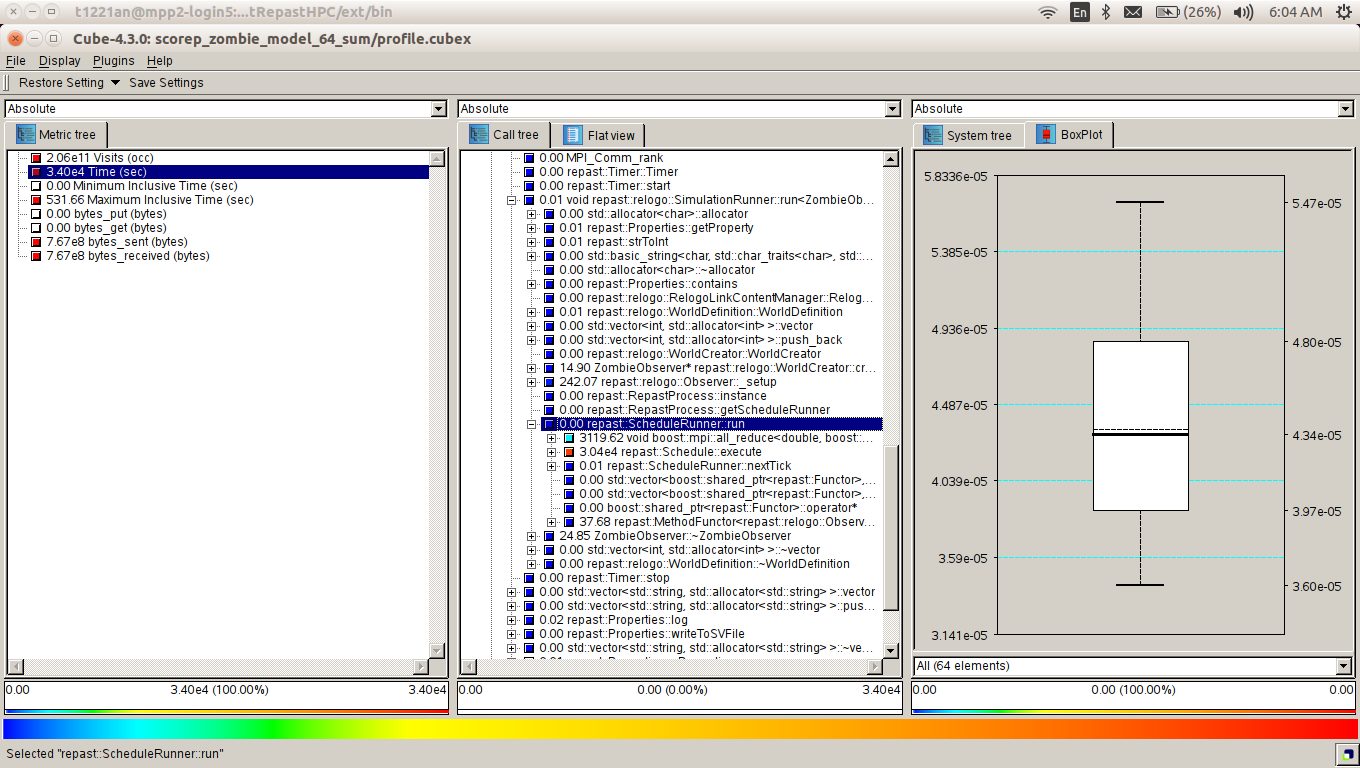 t1221an@mpp2-login5:...tRepastHPC/ext/bin
En
(26%)
6:04 AM
Cube-4.3.0: scorep_zombie_model_64_sum/profile.cubex
File Display Plugins Help
Restore Setting Save Settings
Absolute
Metric tree
2.06e11 Visits (occ)
3.40e4 Time (sec)
0.00 Minimum Inclusive Time (sec)
531.66 Maximum Inclusive Time (sec)
0.00 bytes_put (bytes)
0.00 bytes_get (bytes)
7.67e8 bytes_sent (bytes)
7.67e8 bytes_received (bytes)
0.00 3.40e4 (100.00%) 3.40e4
Absolute
Call tree Flat view
0.00 MPI_Comm_rank
0.00 repast::Timer::Timer
0.00 repast::Timer::start
0.01 void repast::relogo::SimulationRunner::run<ZombieOb...
0.00 std::allocator<char>::allocator
0.01 repast::Properties::getProperty
0.01 repast::strToInt
0.00 std::basic_string<char, std::char_traits<char>, std::...
0.00 std::allocator<char>::~allocator
0.00 repast::Properties::contains
0.00 repast::relogo::RelogoLinkContentManager::Relog...
0.01 repast::relogo::WorldDefinition::WorldDefinition
0.00 std::vector<int, std::allocator<int> >::vector
0.00 std::vector<int, std::allocator<int> >::push_back
0.00 repast::relogo::WorldCreator::WorldCreator
14.90 ZombieObserver* repast::relogo::WorldCreator::cr...
242.07 repast::relogo::Observer::_setup
0.00 repast::RepastProcess::instance
0.00 repast::RepastProcess::getScheduleRunner
0.00 repast::ScheduleRunner::run
3119.62 void boost::mpi::all_reduce<double, boost::...
3.04e4 repast::Schedule::execute
0.01 repast::ScheduleRunner::nextTick
0.00 std::vector<boost::shared_ptr<repast::Functor>,...
0.00 std::vector<boost::shared_ptr<repast::Functor>,...
0.00 boost::shared_ptr<repast::Functor>::operator*
37.68 repast::MethodFunctor<repast::relogo::Observ...
24.85 ZombieObserver::~ZombieObserver
0.00 std::vector<int, std::allocator<int> >::~vector
0.00 repast::relogo::WorldDefinition::~WorldDefinition
0.00 repast::Timer::stop
0.00 std::vector<std::string, std::allocator<std::string> >::vector
0.00 std::vector<std::string, std::allocator<std::string> >::pus...
0.02 repast::Properties::log
0.00 repast::Properties::writeToSVFile
0.00 std::vector<std::string, std::allocator<std::string> >::~ve...
0.00 0.00 (0.00%) 3.40e4
Absolute
System tree BoxPlot
5.8336e-05
5.385e-05
4.936e-05
4.487e-05
4.039e-05
3.59e-05
3.141e-05
5.47e-05
4.80e-05
4.34e-05
3.97e-05
3.60e-05
All (64 elements)
0.00 0.00 (100.00%) 0.00
Selected "repast::ScheduleRunner::run"